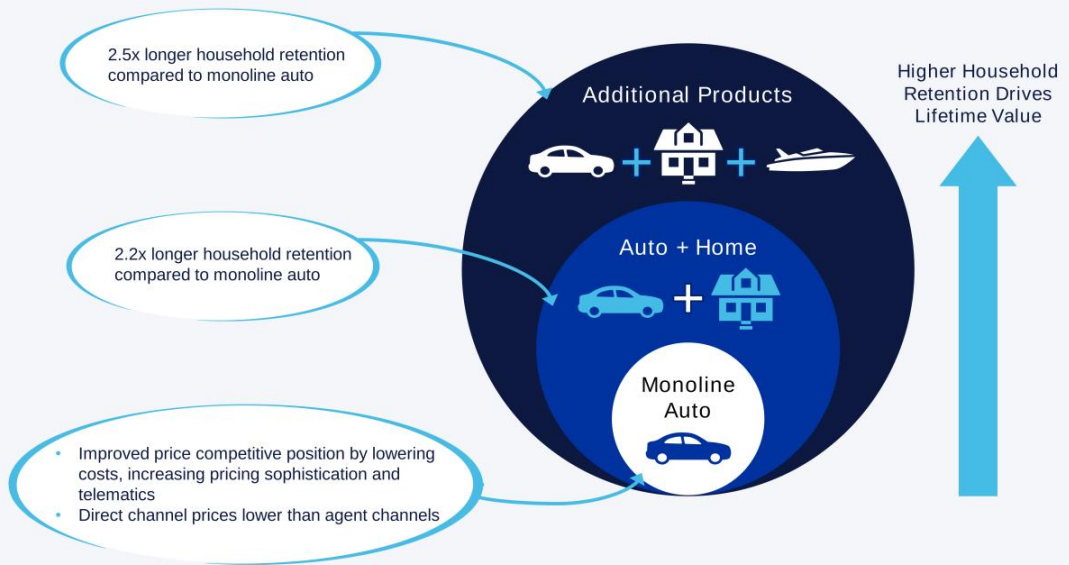 2.5x longer household retention
compared to monoline auto
Additional Products
Higher Household
Retention Drives
Lifetime Value
2.2x longer household retention
compared to monoline auto
Auto + Home
Monoline
Auto
• Improved price competitive position by lowering
costs, increasing pricing sophistication and
telematics
• Direct channel prices lower than agent channels